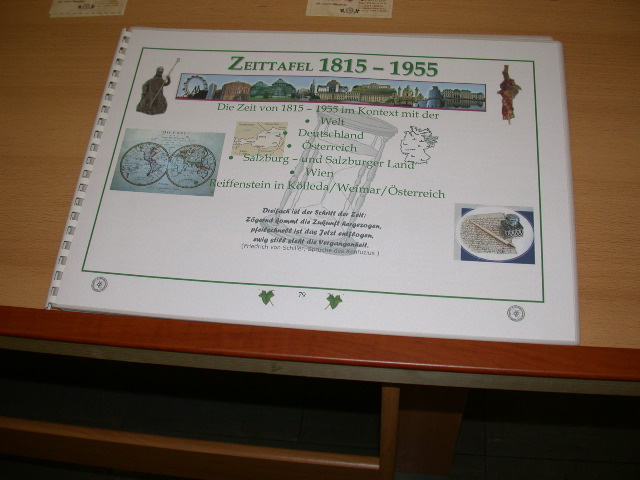 ZEITTAFEL 1815 – 1955
Die Zeit von 1815 – 1955 im Kontext mit der
• Welt
• Deutschland
• Österreich
• Salzburg – und Salzburger Land
• Wien
Reiffenstein in Kölleda/Weimar/Österreich
Dreifach ist der Schritt der Zeit:
Zögernd kommt die Zukunft hergezogen,
pfeilschnell ist das Jetzt entflogen,
ewig still steht die Vergangenheit.
(Friedrich von Schiller, Sprüche des Konfuzius )
79